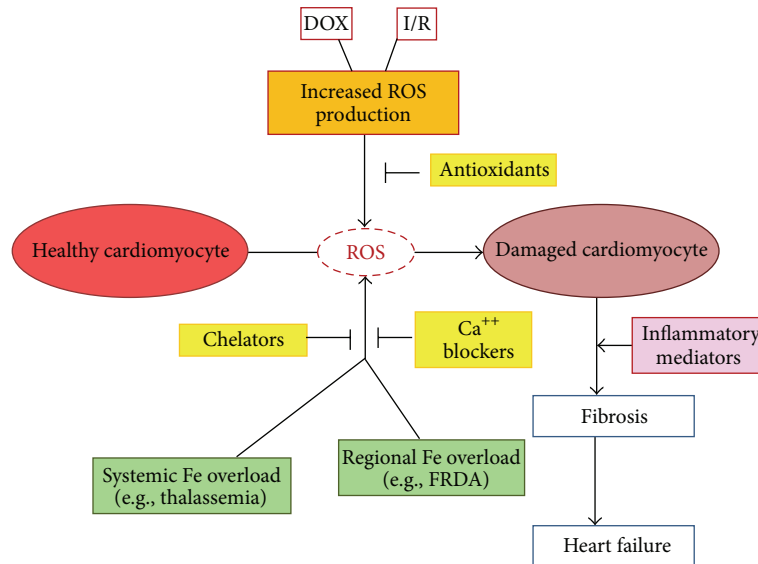 DOX
I/R
Increased ROS
production
Antioxidants
Healthy cardiomyocyte
ROS
Damaged cardiomyocyte
Chelators
Ca⁺⁺
blockers
Inflammatory
mediators
Fibrosis
Systemic Fe overload
(e.g., thalassemia)
Regional Fe overload
(e.g., FRDA)
Heart failure